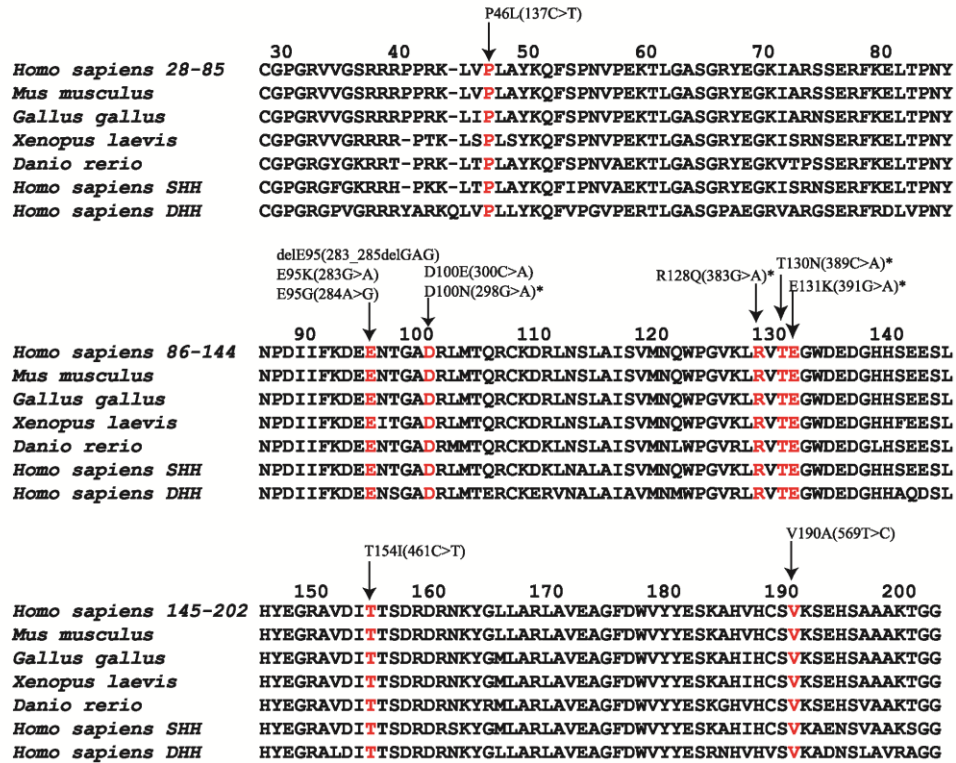 P46L(137C>T)
30 40 50 60 70 80
Homo sapiens 28-85 CGPGRVVGSRRRPPRK-LVPLAYKQFSPNVPEKTLGASGRYEGKIARSSERFKELTPNY
Mus musculus CGPGRVVGSRRRPPRK-LVPLAYKQFSPNVPEKTLGASGRYEGKIARSSERFKELTPNY
Gallus gallus CGPGRVVGSRRRPPRK-LIPLAYKQFSPNVPEKTLGASGRYEGKIARSSERFKELTPNY
Xenopus laevis CGPGRVVGSRRR-PTK-LSPLSYKQFSPNVPEKTLGASGRYEGKIARSSERFKELTPNY
Danio rerio CGPGRGYGKRRT-PRK-LTPLAYKQFSPNVAEKTLGASGRYEGKVTPSSERFKELTPNY
Homo sapiens SHH CGPGRGFGKRRH-PKK-LTPLAYKQFIPNVAEKTLGASGRYEGKISRNSERFKELTPNY
Homo sapiens DHH CGPGRGPVGRRRYARKQLVPLLYKQFVPGVPERTLGASGPAEGRVARGSERFRDLVPNY
delE95(283_285delGAG)
E95K(283G>A) D100E(300C>A) T130N(389C>A)*
E95G(284A>G) D100N(298G>A)* R128Q(383G>A)* E131K(391G>A)*
90 100 110 120 130 140
Homo sapiens 86-144 NPDIIFKDEENTGADRLMTQRCKDRLNSLAISVMNQWPGVKLRVTEGWDEDGHHSEESL
Mus musculus NPDIIFKDEENTGADRLMTQRCKDRLNSLAISVMNQWPGVKLRVTEGWDEDGHHSEESL
Gallus gallus NPDIIFKDEENTGADRLMTQRCKDRLNSLAISVMNQWPGVKLRVTEGWDEDGHHSEESL
Xenopus laevis NPDIIFKDEEITGADRLMTQRCKDRLNSLAISVMNQWPGVKLRVTEGWDEDGHHFEESL
Danio rerio NPDIIFKDEENTGADRMMTQRCKDKLNSLAISVMNLWPGVRLRVTEGWDEDGLHSEESL
Homo sapiens SHH NPDIIFKDEENTGADRLMTQRCKDKLNALAISVMNQWPGVKLRVTEGWDEDGHHSEESL
Homo sapiens DHH NPDIIFKDEENSGADRLMTERCKERVNALAIAVMNMWPGVRLRVTEGWDEDGHHAQDSL
T154I(461C>T) V190A(569T>C)
150 160 170 180 190 200
Homo sapiens 145-202 HYEGRAVDITTSDRDRNKYGLLARLAVEAGFDWVYYESKAHVHCSVKSEHSAAAKTGG
Mus musculus HYEGRAVDITTSDRDRNKYGLLARLAVEAGFDWVYYESKAHVHCSVKSEHSAAAKTGG
Gallus gallus HYEGRAVDITTSDRDRNKYGMLARLAVEAGFDWVYYESKAHIHCSVKSEHSAAAKTGG
Xenopus laevis HYEGRAVDITTSDRDRNKYGMLARLAVEAGFDWVYYESKAHIHCSVKSEHSAAAKTGG
Danio rerio HYEGRAVDITTSDRDRNKYRMLARLAVEAGFDWVYYESKGHVHCSVKSEHSVAAKTGG
Homo sapiens SHH HYEGRAVDITTSDRDRSKYGMLARLAVEAGFDWVYYESKAHIHCSVKAENSVAAKSGG
Homo sapiens DHH HYEGRALDITTSDRDRNKYGLLARLAVEAGFDWVYYESRNHVHVSVKADNSLAVRAGG